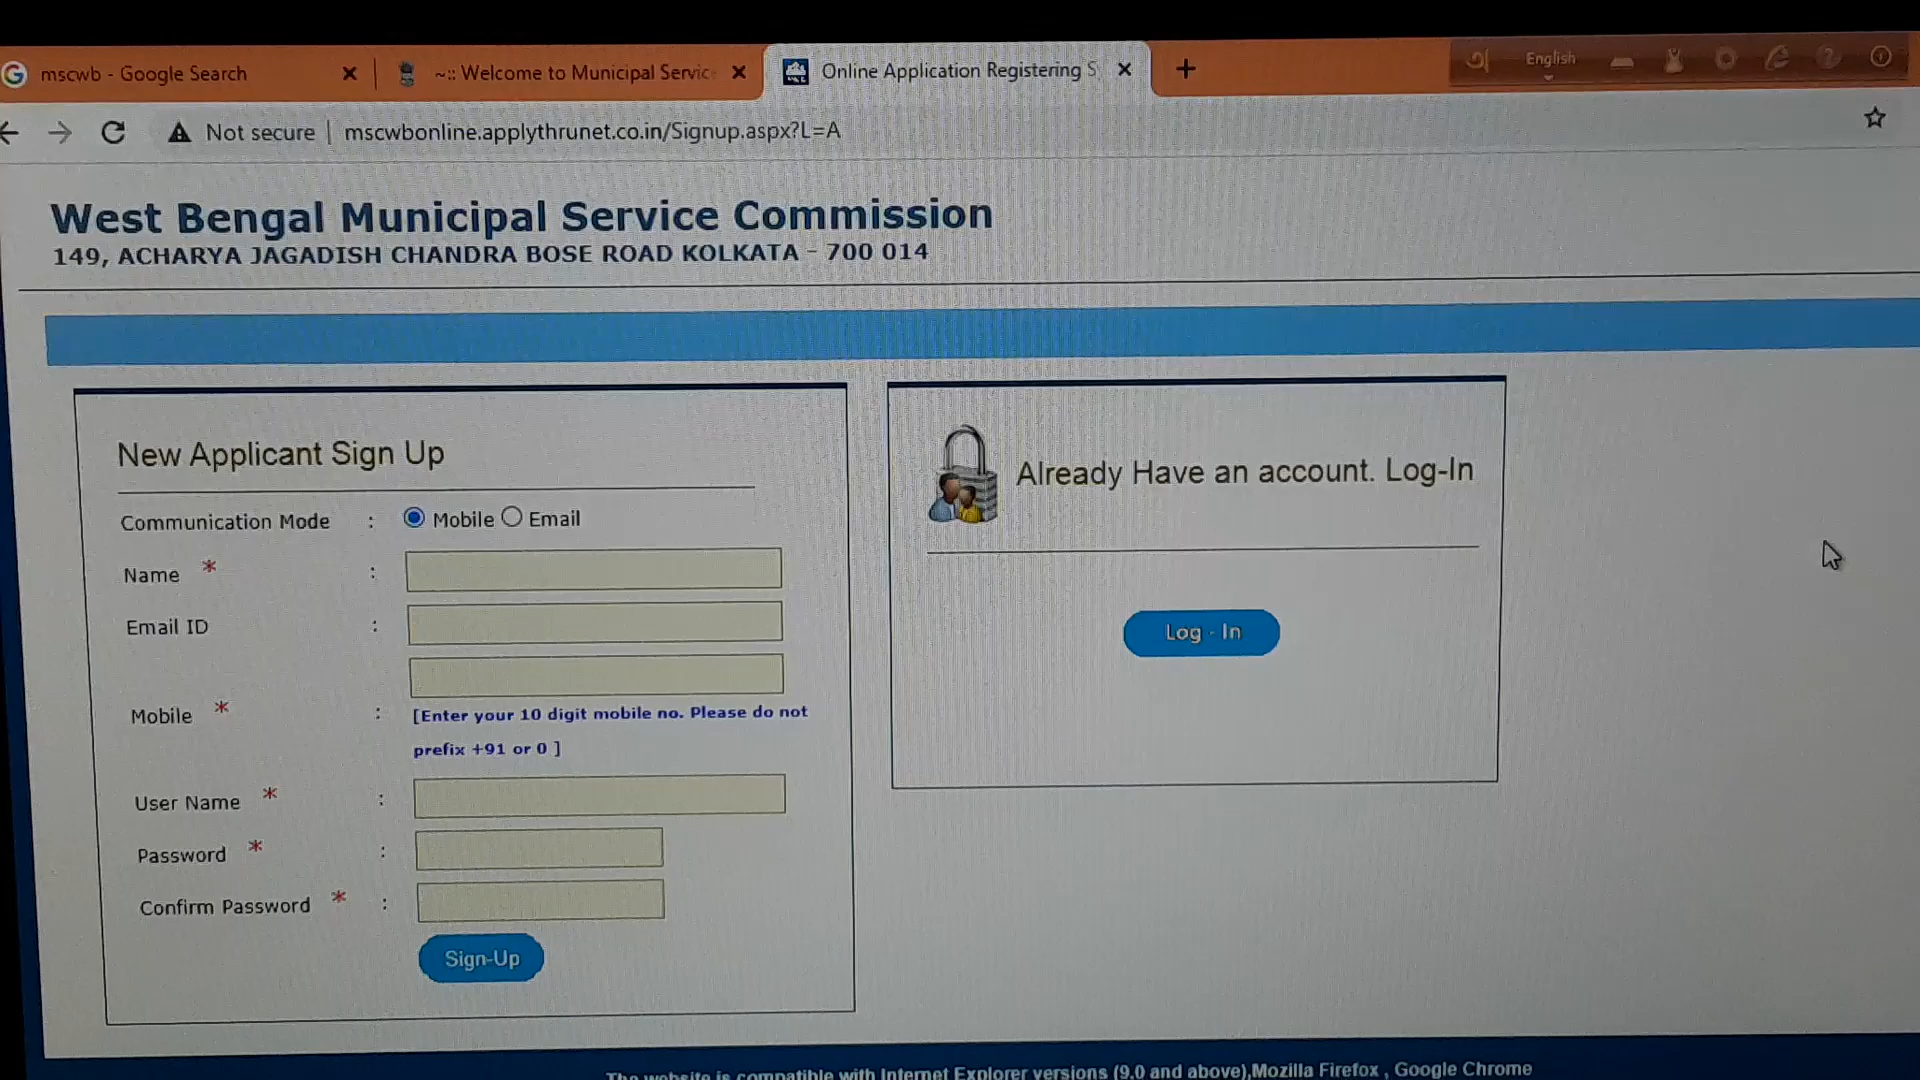 mscwb - Google Search
~:: Welcome to Municipal Servic
Online Application Registering S
English
Not secure | mscwbonline.applythrunet.co.in/Signup.aspx?L=A
West Bengal Municipal Service Commission
149, ACHARYA JAGADISH CHANDRA BOSE ROAD KOLKATA - 700 014
New Applicant Sign Up
Communication Mode : Mobile Email
Name * :
Email ID :
Mobile * : [Enter your 10 digit mobile no. Please do not
prefix +91 or 0 ]
User Name * :
Password * :
Confirm Password * :
Sign-Up
Already Have an account. Log-In
Log - In
The website is compatible with Internet Explorer versions (9.0 and above),Mozilla Firefox , Google Chrome